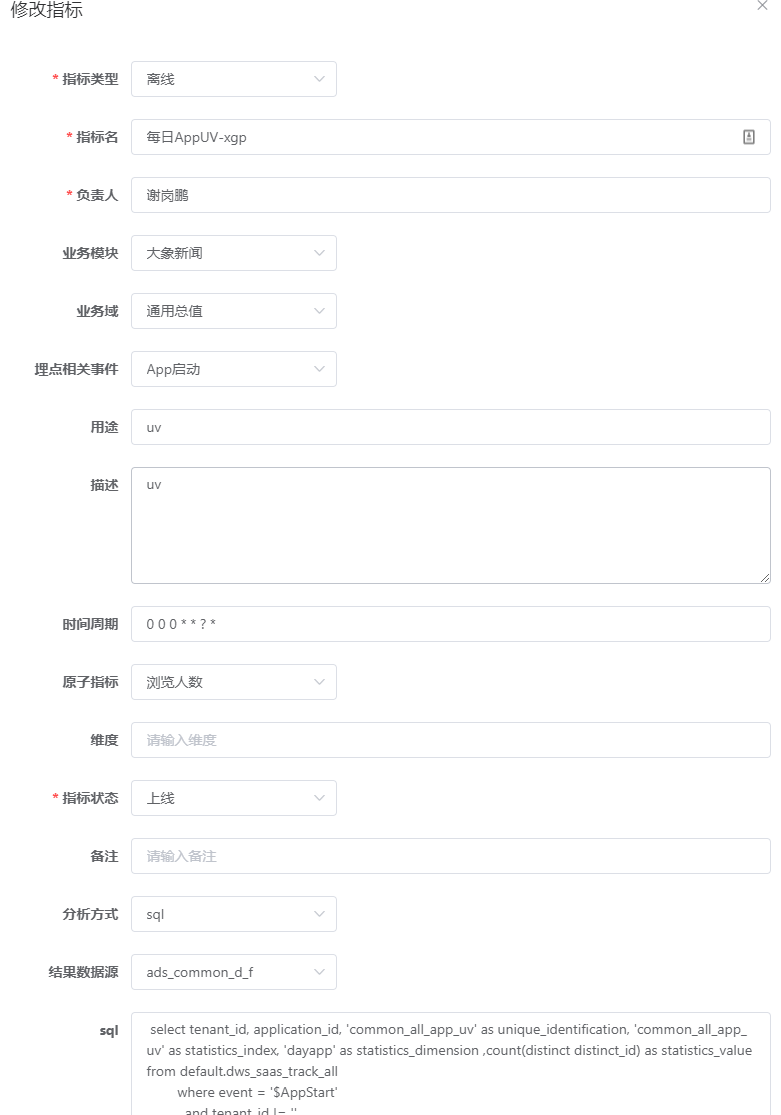 修改指标
* 指标类型 离线
* 指标名 每日AppUV-xgp
* 负责人 谢岗鹏
业务模块 大象新闻
业务域 通用总值
埋点相关事件 App启动
用途 uv
描述 uv
时间周期 0 0 0 * * ? *
原子指标 浏览人数
维度 请输入维度
* 指标状态 上线
备注 请输入备注
分析方式 sql
结果数据源 ads_common_d_f
sql select tenant_id, application_id, 'common_all_app_uv' as unique_identification, 'common_all_app_
uv' as statistics_index, 'dayapp' as statistics_dimension ,count(distinct distinct_id) as statistics_value
from default.dws_saas_track_all
where event = '$AppStart'
and tenant_id != ''